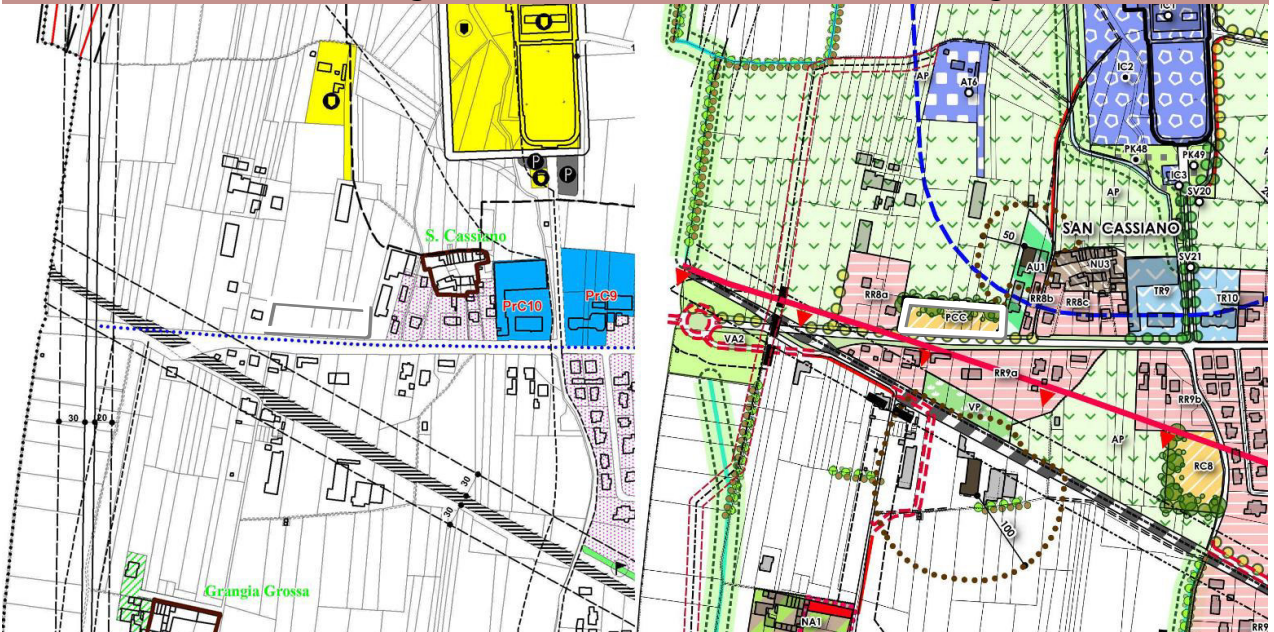 P
P
S. Cassiano
PrC10
PrC9
30
20
30
30
Grangia Grossa
IC1
IC2
AP
AT6
PK48
PK49
IC3
SV20
AP
50
SAN CASSIANO
SV21
AU1
NU3
RR8a
RR8b
RR8c
TR9
TR10
PCC
VA2
RR9a
VP
RR9b
AP
RC8
100
NA1
RR9